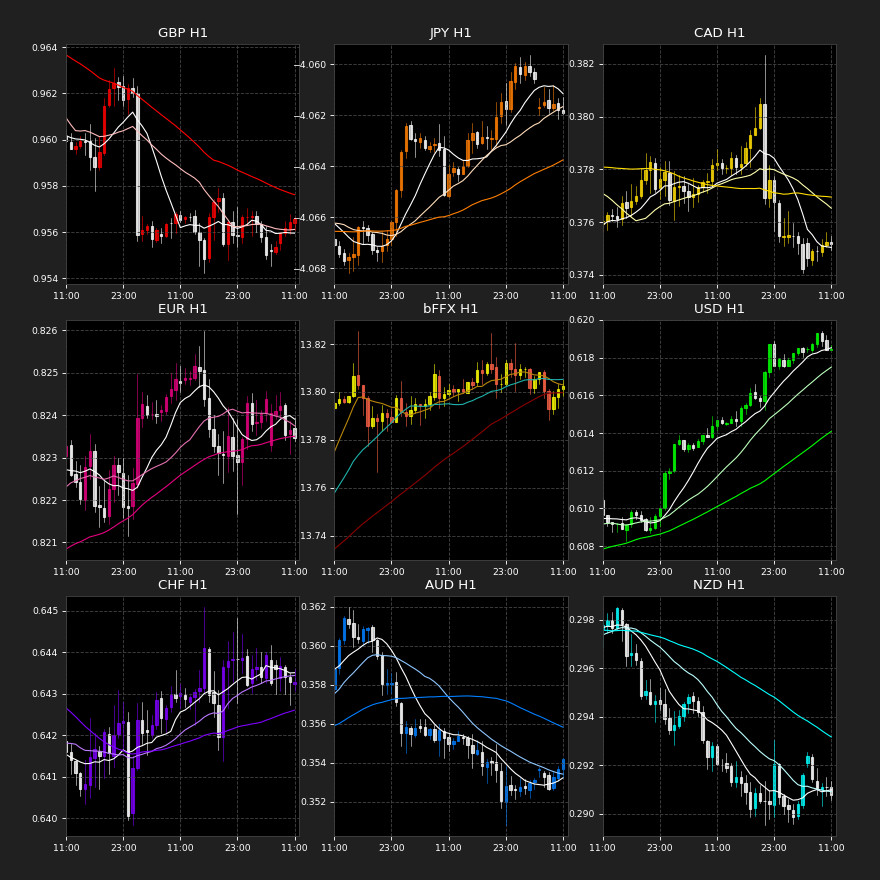 GBP H1
0.964
0.962
0.960
0.958
0.956
0.954
11:00 23:00 11:00 23:00 11:00
JPY H1
−4.060
−4.062
−4.064
−4.066
−4.068
11:00 23:00 11:00 23:00 11:00
CAD H1
0.382
0.380
0.378
0.376
0.374
11:00 23:00 11:00 23:00 11:00
EUR H1
0.826
0.825
0.824
0.823
0.822
0.821
11:00 23:00 11:00 23:00 11:00
bFFX H1
13.82
13.80
13.78
13.76
13.74
11:00 23:00 11:00 23:00 11:00
USD H1
0.620
0.618
0.616
0.614
0.612
0.610
0.608
11:00 23:00 11:00 23:00 11:00
CHF H1
0.645
0.644
0.643
0.642
0.641
0.640
11:00 23:00 11:00 23:00 11:00
AUD H1
0.362
0.360
0.358
0.356
0.354
0.352
11:00 23:00 11:00 23:00 11:00
NZD H1
0.298
0.296
0.294
0.292
0.290
11:00 23:00 11:00 23:00 11:00